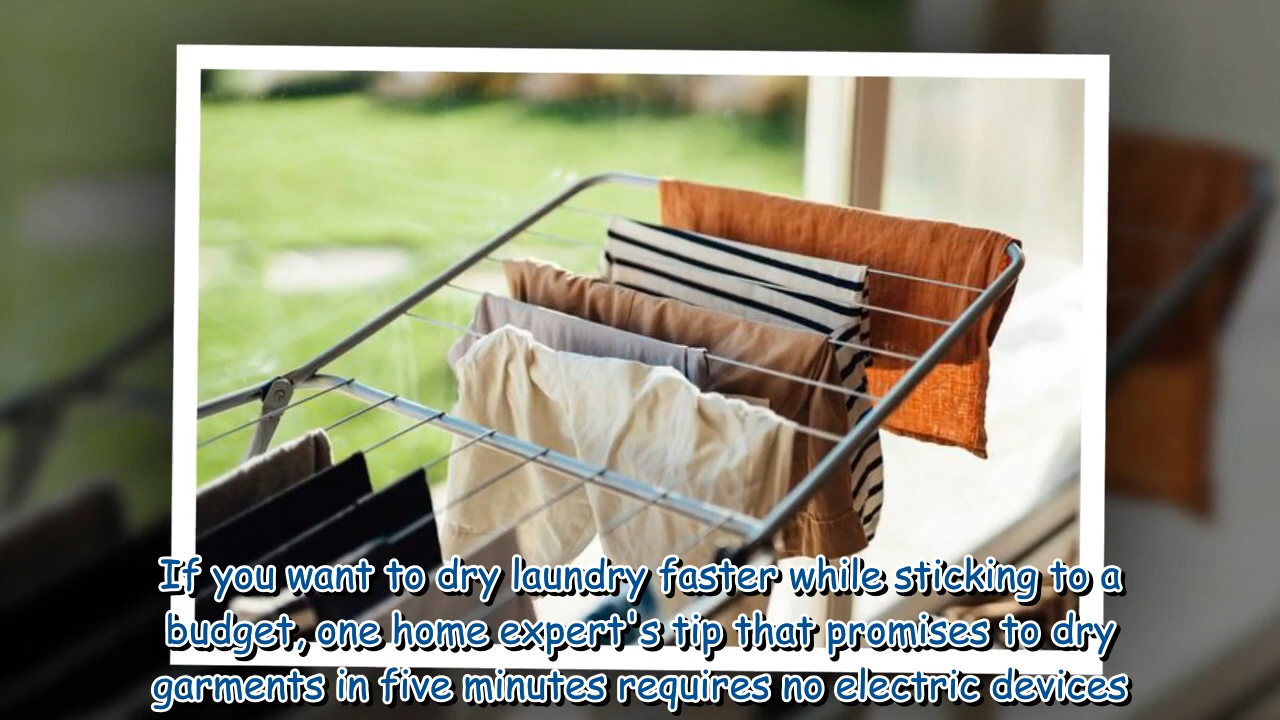 If you want to dry laundry faster while sticking to a
budget, one home expert's tip that promises to dry
garments in five minutes requires no electric devices